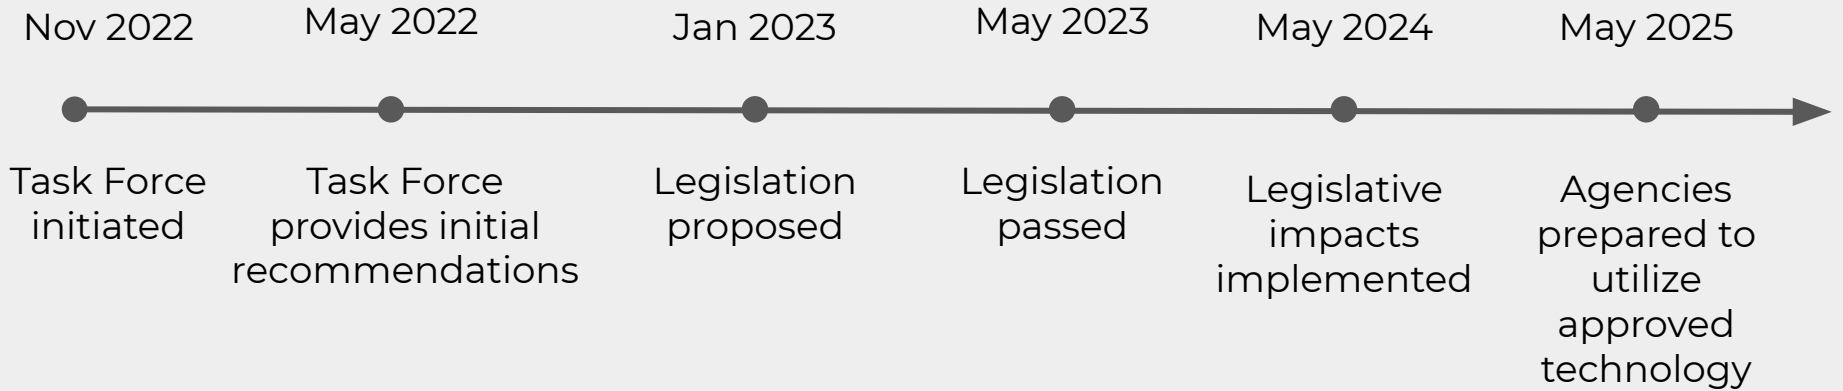 Nov 2022
May 2022
Jan 2023
May 2023
May 2024
May 2025
Task Force
initiated
Task Force
provides initial
recommendations
Legislation
proposed
Legislation
passed
Legislative
impacts
implemented
Agencies
prepared to
utilize
approved
technology